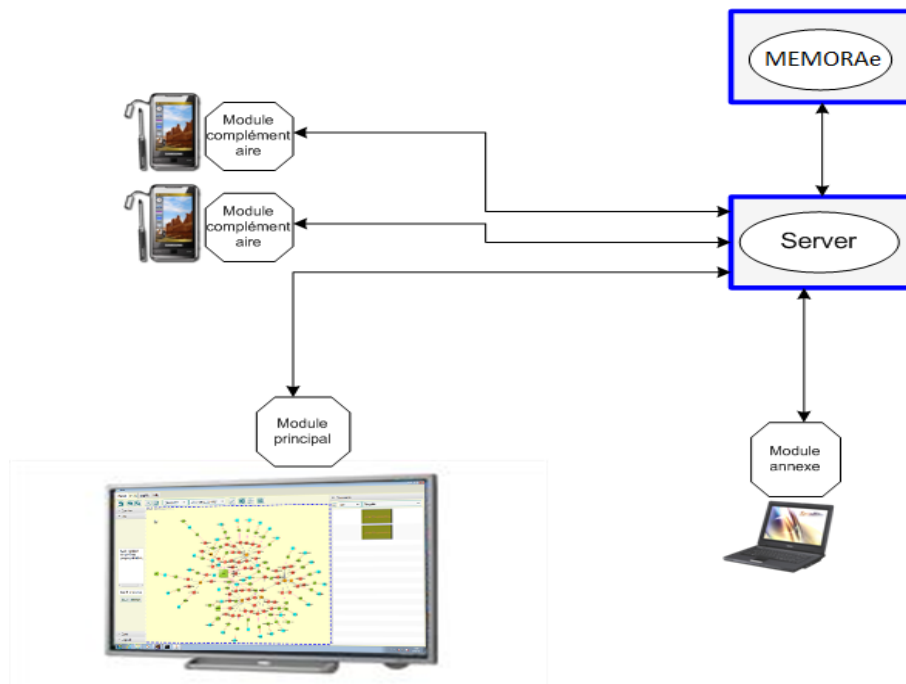 MEMORAe
Module
complément
aire
Module
complément
aire
Server
Module
principal
Module
annexe